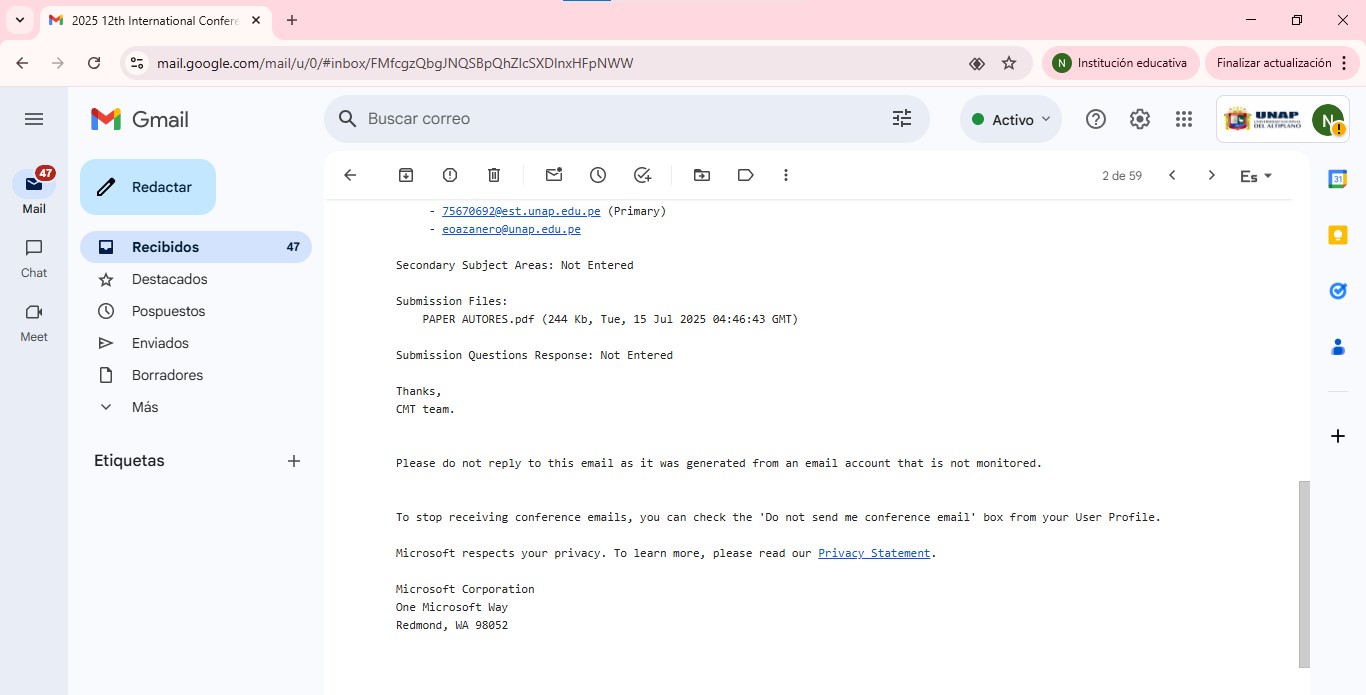 2025 12th International Confere
mail.google.com/mail/u/0/#inbox/FMfcgzQbgJNQSBpQhZlcSXDlnxHFpNWW
N Institución educativa
Finalizar actualización
Gmail
Buscar correo
Activo
UNAP
UNIVERSIDAD NACIONAL
DEL ALTIPLANO
N
47
Mail
Chat
Meet
Redactar
Recibidos 47
Destacados
Pospuestos
Enviados
Borradores
Más
Etiquetas
2 de 59
Es
31
- 75670692@est.unap.edu.pe (Primary)
- eoazanero@unap.edu.pe
Secondary Subject Areas: Not Entered
Submission Files:
PAPER AUTORES.pdf (244 Kb, Tue, 15 Jul 2025 04:46:43 GMT)
Submission Questions Response: Not Entered
Thanks,
CMT team.
Please do not reply to this email as it was generated from an email account that is not monitored.
To stop receiving conference emails, you can check the 'Do not send me conference email' box from your User Profile.
Microsoft respects your privacy. To learn more, please read our Privacy Statement.
Microsoft Corporation
One Microsoft Way
Redmond, WA 98052